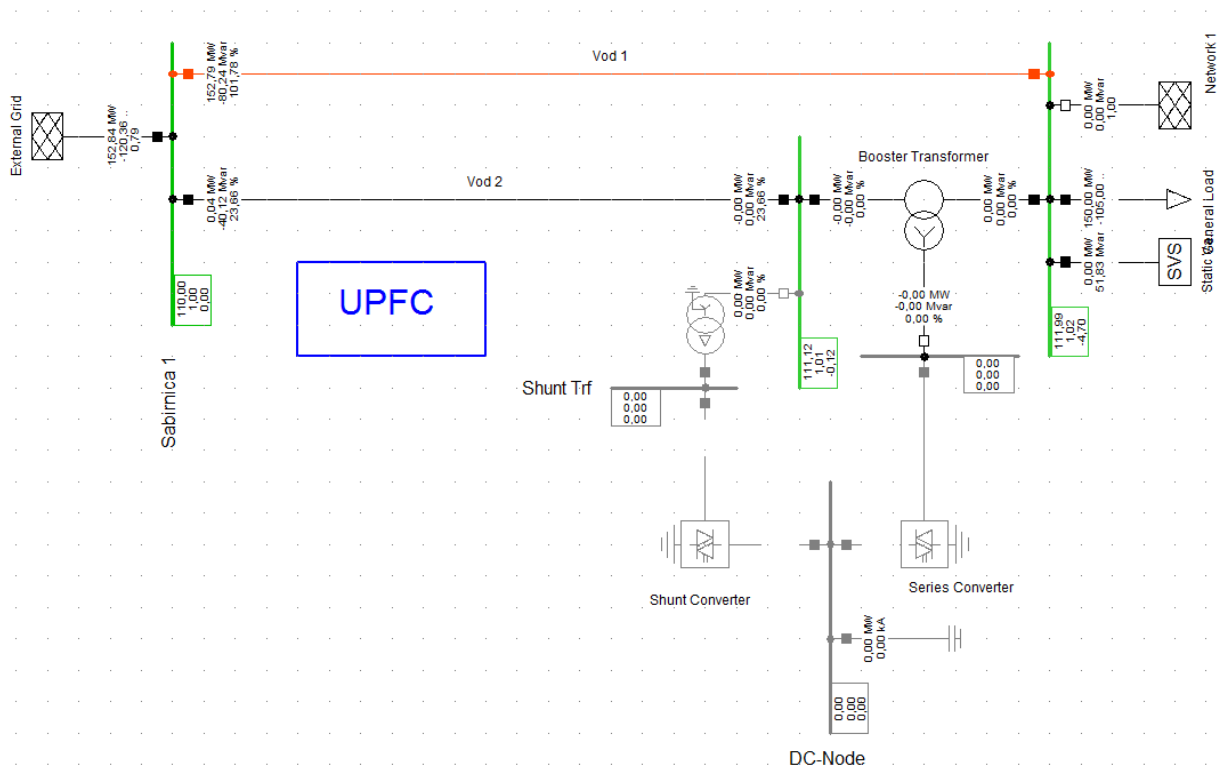 Vod 1
152,79 MW
-80,24 Mvar
101,78 %
External Grid
152,84 MW
-120,36 ..
0,79
0,00 MW
0,00 Mvar
1,00
Network 1
Vod 2
0,04 MW
-40,12 Mvar
23,66 %
-0,00 MW
0,00 Mvar
23,66 %
-0,00 MW
-0,00 Mvar
0,00 %
Booster Transformer
0,00 MW
0,00 Mvar
0,00 %
150,00 MW
-105,00 ..
General Load
0,00 MW
51,83 Mvar
SVS
Static
110,00
1,00
0,00
UPFC
0,00 MW
0,00 Mvar
0,00 %
-0,00 MW
-0,00 Mvar
0,00 %
111,12
1,01
-0,12
111,99
1,02
-4,70
Sabirnica 1
Shunt Trf
0,00
0,00
0,00
0,00
0,00
0,00
Shunt Converter
Series Converter
0,00 MW
0,00 kA
0,00
0,00
0,00
DC-Node